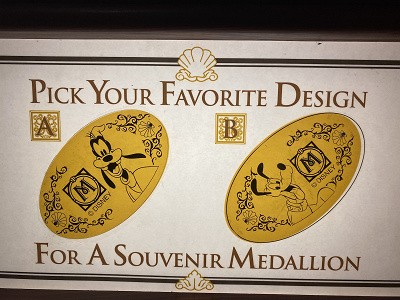 PICK YOUR FAVORITE DESIGN
A
B
M
© DISNEY
M
© DISNEY
FOR A SOUVENIR MEDALLION